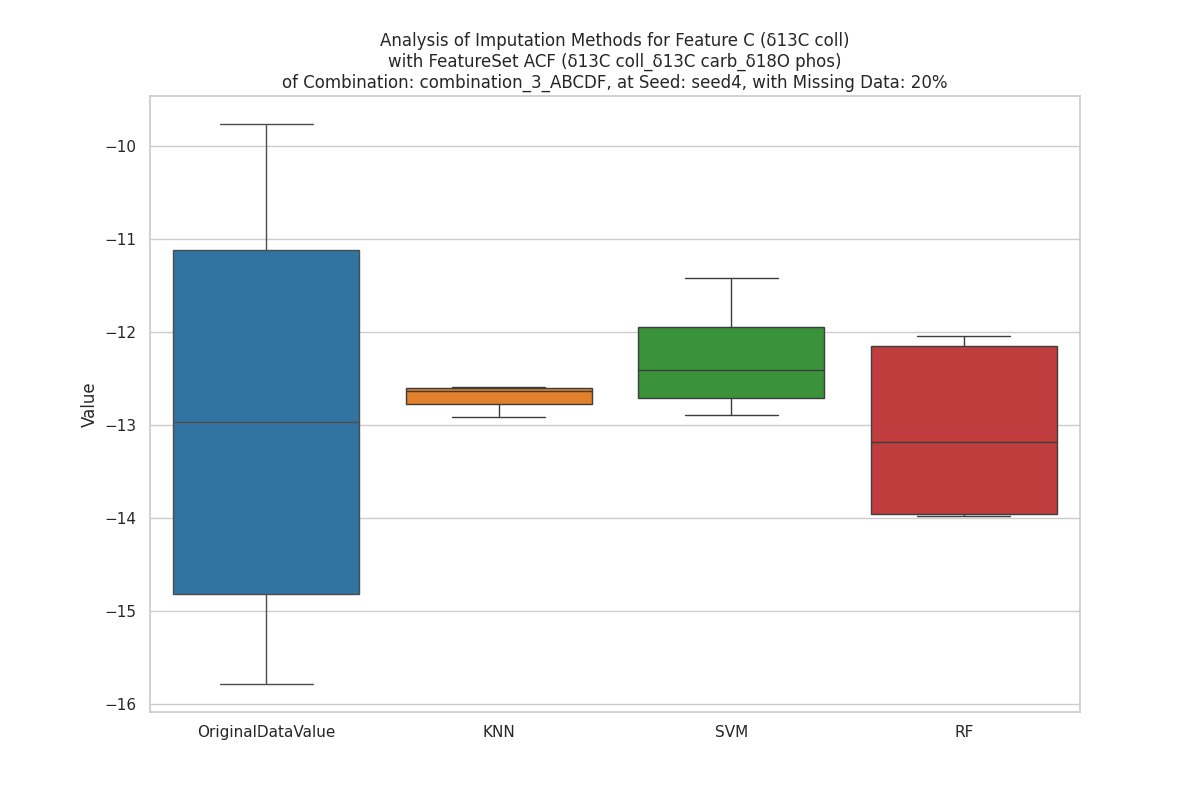 Analysis of Imputation Methods for Feature C (δ13C coll)
with FeatureSet ACF (δ13C coll_δ13C carb_δ18O phos)
of Combination: combination_3_ABCDF, at Seed: seed4, with Missing Data: 20%
Value
−10
−11
−12
−13
−14
−15
−16
OriginalDataValue
KNN
SVM
RF